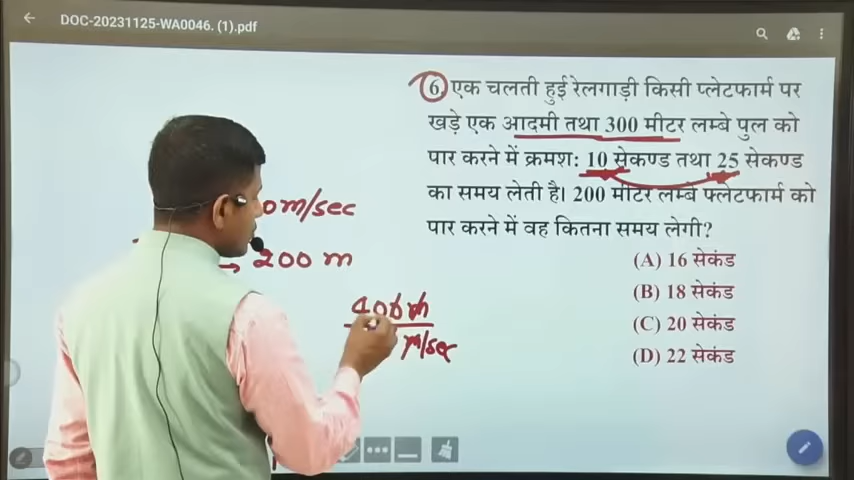 DOC-20231125-WA0046. (1).pdf
6. एक चलती हुई रेलगाड़ी किसी प्लेटफार्म पर
खड़े एक आदमी तथा 300 मीटर लम्बे पुल को
पार करने में क्रमशः 10 सेकण्ड तथा 25 सेकण्ड
का समय लेती है। 200 मीटर लम्बे प्लेटफार्म को
पार करने में वह कितना समय लेगी?
(A) 16 सेकंड
(B) 18 सेकंड
(C) 20 सेकंड
(D) 22 सेकंड
0m/sec
→ 200 m
400m
m/sec